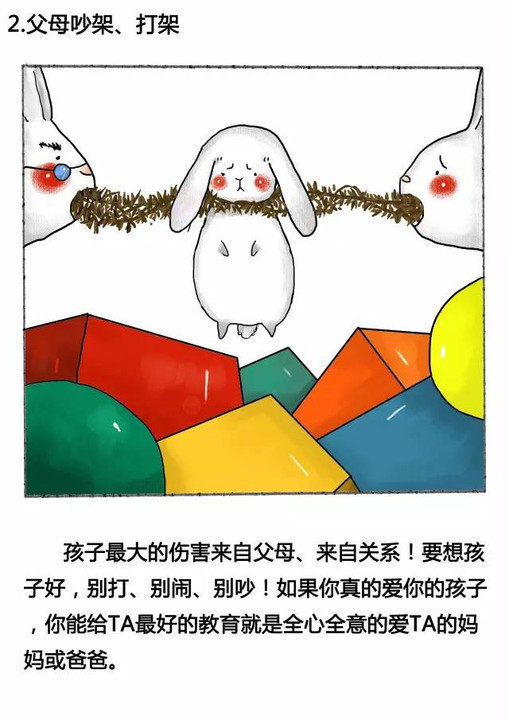 2.父母吵架、打架
孩子最大的伤害来自父母、来自关系！要想孩
子好，别打、别闹、别吵！如果你真的爱你的孩子
，你能给TA最好的教育就是全心全意的爱TA的妈
妈或爸爸。